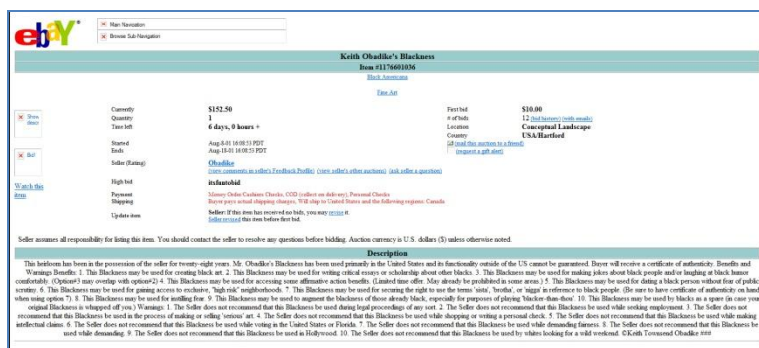 ebaY
Main Navigation
Browse Sub-Navigation
Keith Obadike's Blackness
Item #1176601036
Black Americana
Fine Art
Currently $152.50 First bid $10.00
Quantity 1 # of bids 12 (bid history) (with emails)
Time left 6 days, 0 hours + Location Conceptual Landscape
Country USA/Hartford
Started Aug-8-01 16:08:53 PDT (mail this auction to a friend)
Ends Aug-18-01 16:08:53 PDT (request a gift alert)
Bid!
Watch this item
Seller (Rating) Obadike
(view comments in seller's Feedback Profile) (view seller's other auctions) (ask seller a question)
High bid itsfuntobid
Payment Money Order Cashiers Checks, COD (collect on delivery), Personal Checks
Shipping Buyer pays actual shipping charges, Will ship to United States and the following regions: Canada
Update item Seller: If this item has received no bids, you may revise it.
Seller revised this item before first bid.
Seller assumes all responsibility for listing this item. You should contact the seller to resolve any questions before bidding. Auction currency is U.S. dollars ($) unless otherwise noted.
Description
This heirloom has been in the possession of the seller for twenty-eight years. Mr. Obadike's Blackness has been used primarily in the United States and its functionality outside of the US cannot be guaranteed. Buyer will receive a certificate of authenticity. Benefits and
Warnings Benefits: 1. This Blackness may be used for creating black art. 2. This Blackness may be used for writing critical essays or scholarship about other blacks. 3. This Blackness may be used for making jokes about black people and/or laughing at black humor
comfortably. (Option#3 may overlap with option#2) 4. This Blackness may be used for accessing some affirmative action benefits. (Limited time offer. May already be prohibited in some areas.) 5. This Blackness may be used for dating a black person without fear of public
scrutiny. 6. This Blackness may be used for gaining access to exclusive, "high risk" neighborhoods. 7. This Blackness may be used for securing the right to use the terms 'sista', 'brotha', or 'nigga' in reference to black people. (Be sure to have certificate of authenticity on hand
when using option 7). 8. This Blackness may be used for instilling fear. 9. This Blackness may be used to augment the blackness of those already black, especially for purposes of playing 'blacker-than-thou'. 10. This Blackness may be used by blacks as a spare (in case your
original Blackness is whupped off you.) Warnings: 1. The Seller does not recommend that this Blackness be used during legal proceedings of any sort. 2. The Seller does not recommend that this Blackness be used while seeking employment. 3. The Seller does not
recommend that this Blackness be used in the process of making or selling 'serious' art. 4. The Seller does not recommend that this Blackness be used while shopping or writing a personal check. 5. The Seller does not recommend that this Blackness be used while making
intellectual claims. 6. The Seller does not recommend that this Blackness be used while voting in the United States or Florida. 7. The Seller does not recommend that this Blackness be used while demanding fairness. 8. The Seller does not recommend that this Blackness be
used while demanding. 9. The Seller does not recommend that this Blackness be used in Hollywood. 10. The Seller does not recommend that this Blackness be used by whites looking for a wild weekend. ©Keith Townsend Obadike ###